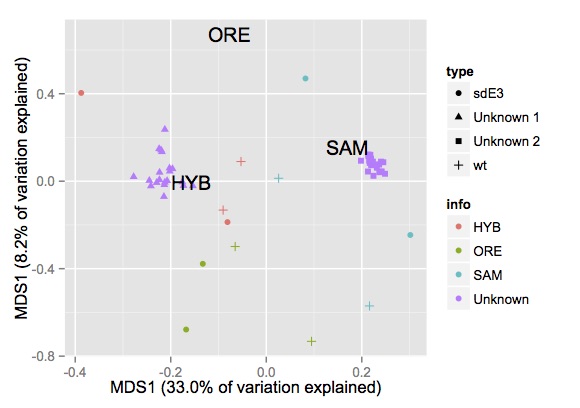 ORE
SAM
HYB
0.4
0.0
-0.4
-0.8
-0.4
-0.2
0.0
0.2
MDS1 (8.2% of variation explained)
MDS1 (33.0% of variation explained)
type
sdE3
Unknown 1
Unknown 2
wt
info
HYB
ORE
SAM
Unknown